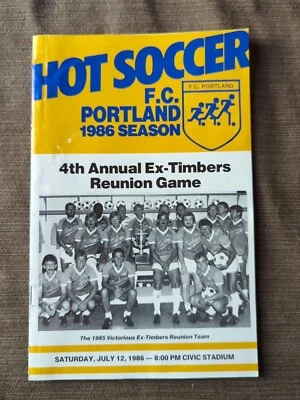 HOT SOCCER
F.C.
PORTLAND
1986 SEASON
F.C. PORTLAND
4th Annual Ex-Timbers
Reunion Game
The 1985 Victorious Ex-Timbers Reunion Team
SATURDAY, JULY 12, 1986 — 8:00 PM CIVIC STADIUM